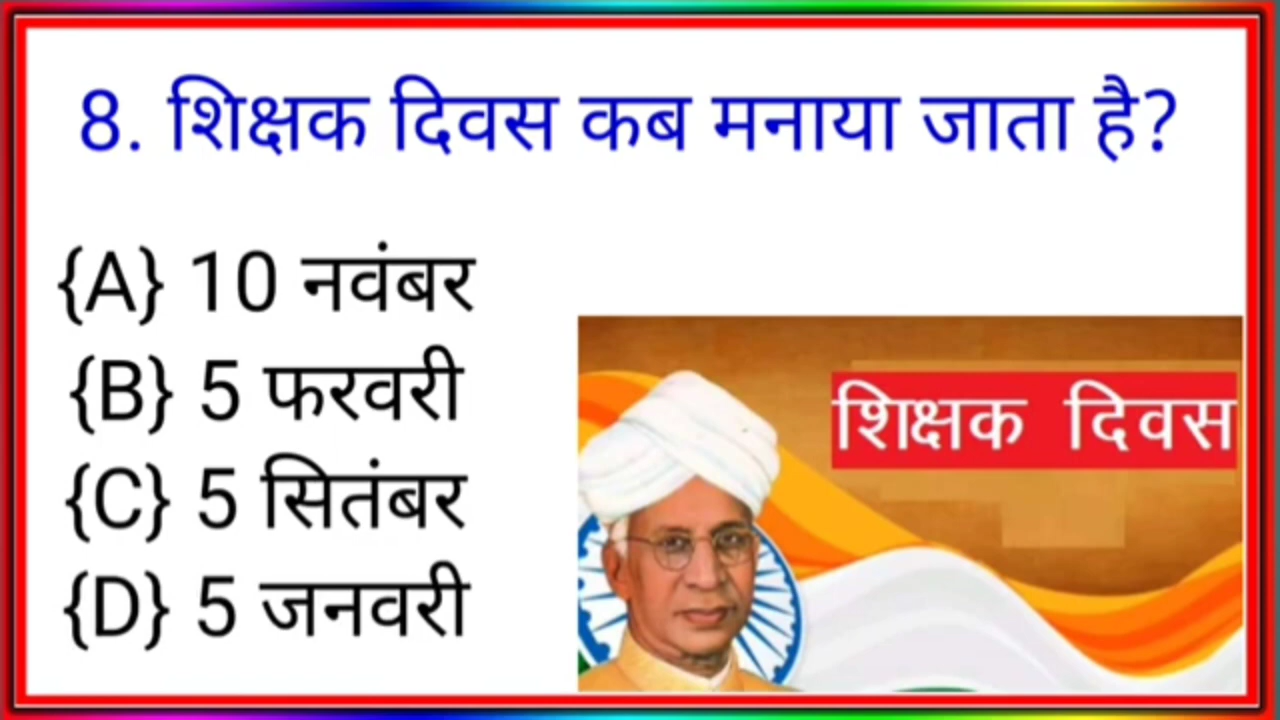 8. शिक्षक दिवस कब मनाया जाता है?
{A} 10 नवंबर
{B} 5 फरवरी
{C} 5 सितंबर
{D} 5 जनवरी
शिक्षक दिवस